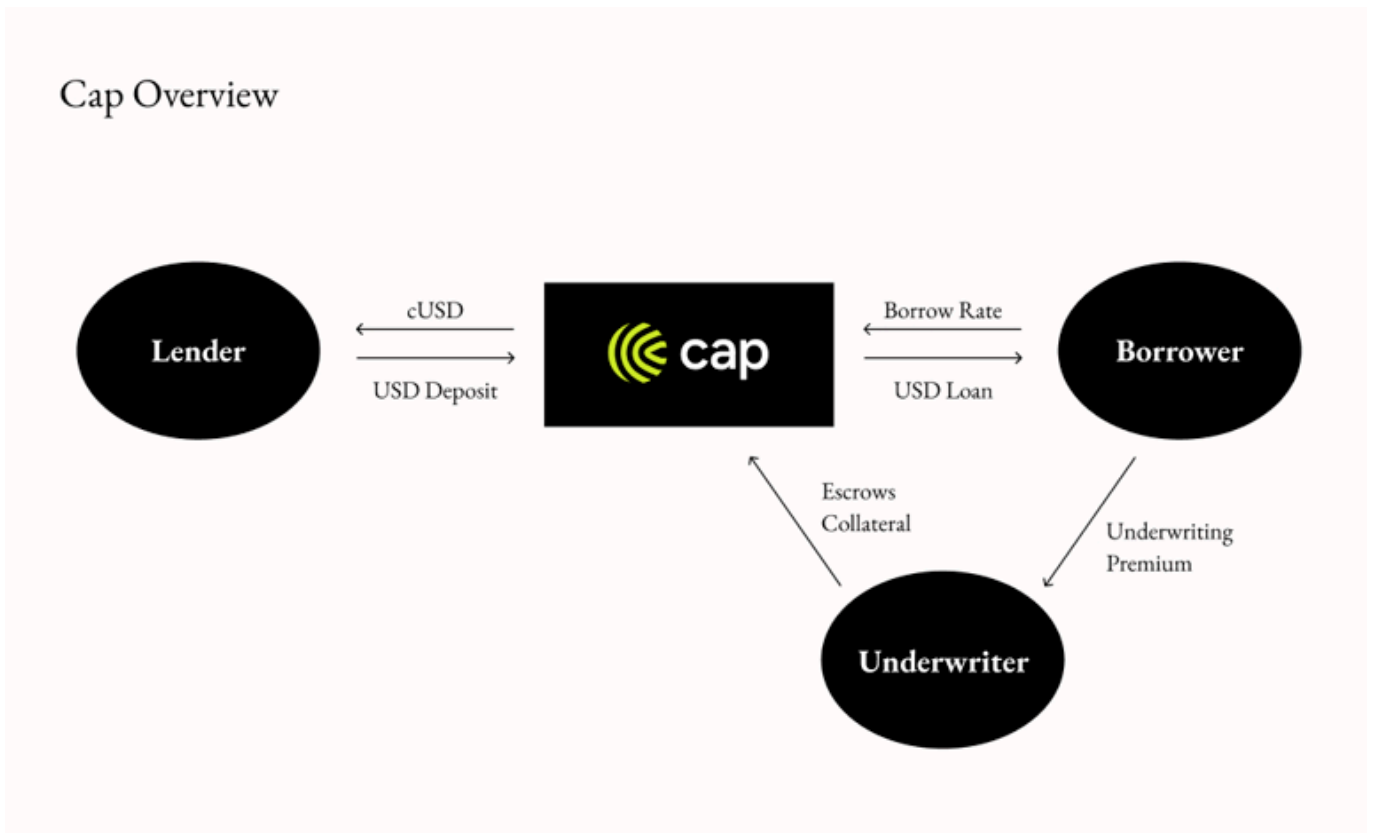 Cap Overview
cUSD
Borrow Rate
Lender
cap
Borrower
USD Deposit
USD Loan
Escrows
Collateral
Underwriting
Premium
Underwriter